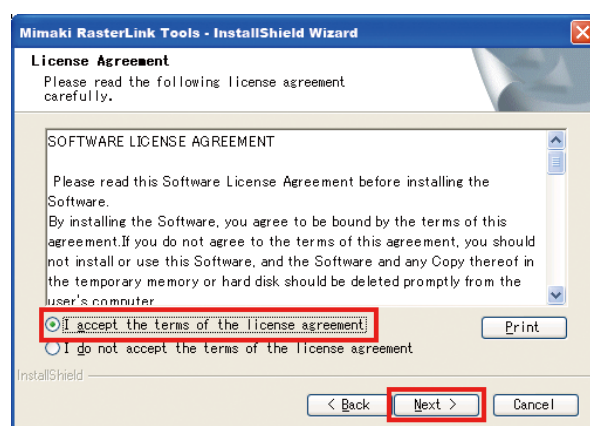 Mimaki RasterLink Tools - InstallShield Wizard
License Agreement
Please read the following license agreement
carefully.
SOFTWARE LICENSE AGREEMENT
Please read this Software License Agreement before installing the
Software.
By installing the Software, you agree to be bound by the terms of this
agreement.If you do not agree to the terms of this agreement, you should
not install or use this Software, and the Software and any Copy thereof in
the temporary memory or hard disk should be deleted promptly from the
user's computer
I accept the terms of the license agreement
Print
I do not accept the terms of the license agreement
InstallShield
< Back Next > Cancel